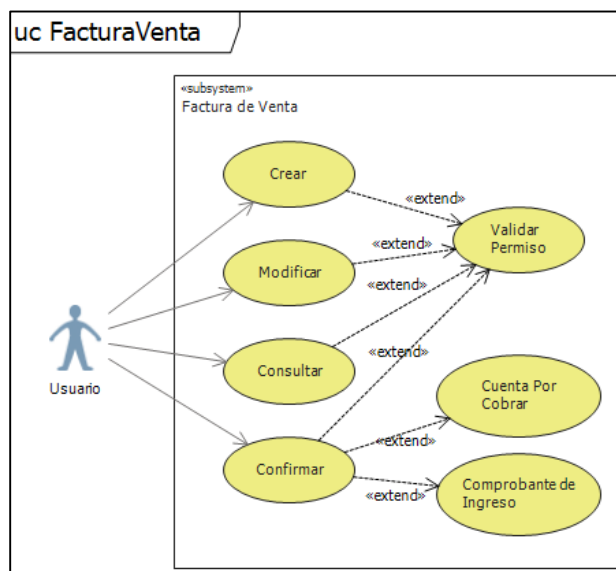 uc FacturaVenta
«subsystem»
Factura de Venta
Crear
«extend»
Validar
Permiso
«extend»
Modificar
«extend»
Consultar
«extend»
Usuario
Cuenta Por
Cobrar
«extend»
Confirmar
Comprobante de
Ingreso
«extend»